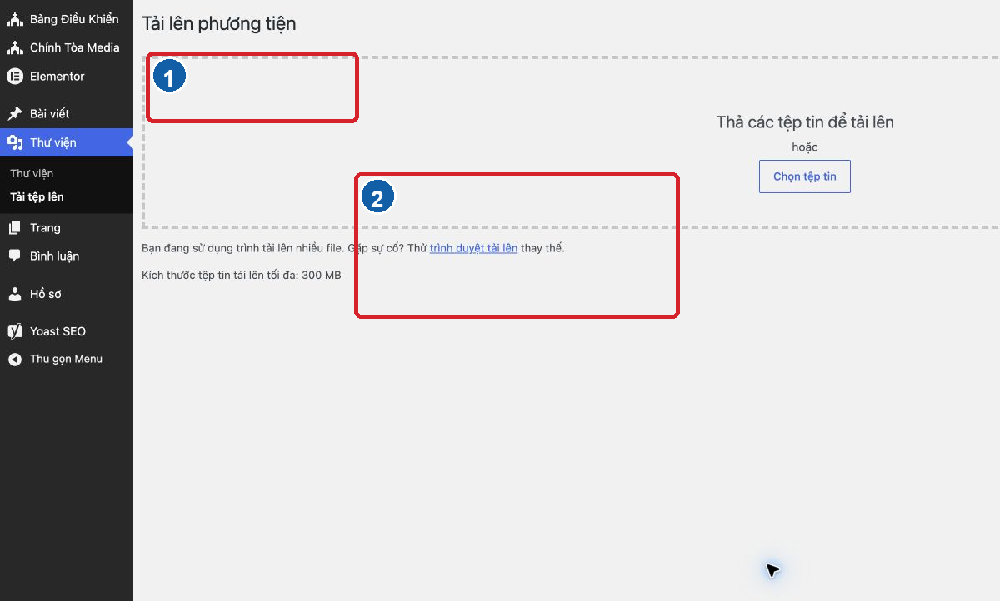 Bảng Điều Khiển
Chính Tòa Media
Elementor
Bài viết
Thư viện
Thư viện
Tải tệp lên
Trang
Bình luận
Hồ sơ
Yoast SEO
Thu gọn Menu
Tải lên phương tiện
1
Thả các tệp tin để tải lên
hoặc
Chọn tệp tin
2
Bạn đang sử dụng trình tải lên nhiều file. Gặp sự cố? Thử trình duyệt tải lên thay thế.
Kích thước tệp tin tải lên tối đa: 300 MB